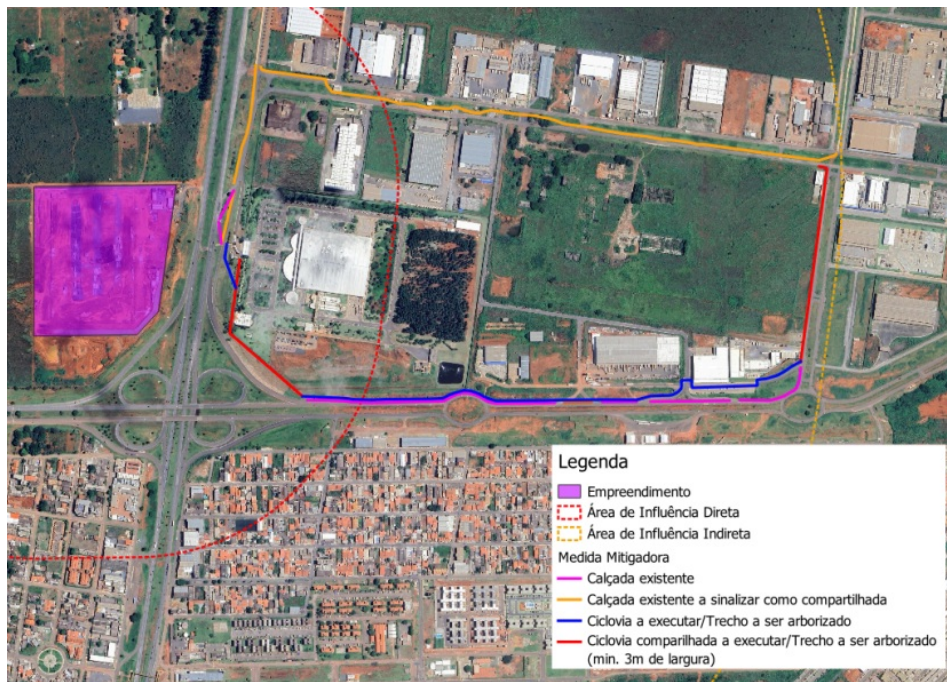 Legenda
Empreendimento
Área de Influência Direta
Área de Influência Indireta
Medida Mitigadora
Calçada existente
Calçada existente a sinalizar como compartilhada
Ciclovia a executar/Trecho a ser arborizado
Ciclovia comparilhada a executar/Trecho a ser arborizado
(min. 3m de largura)